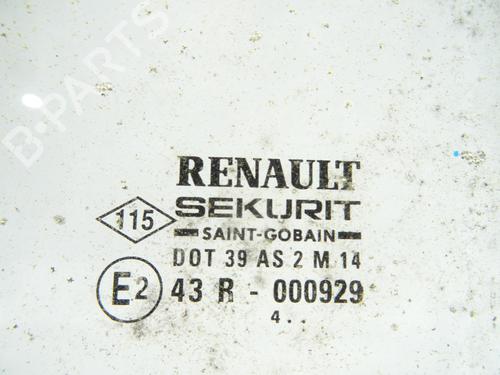 B-PARTS
RENAULT
115
SEKURIT
SAINT-GOBAIN
DOT 39 AS 2 M 14
E2
43 R - 000929
4..